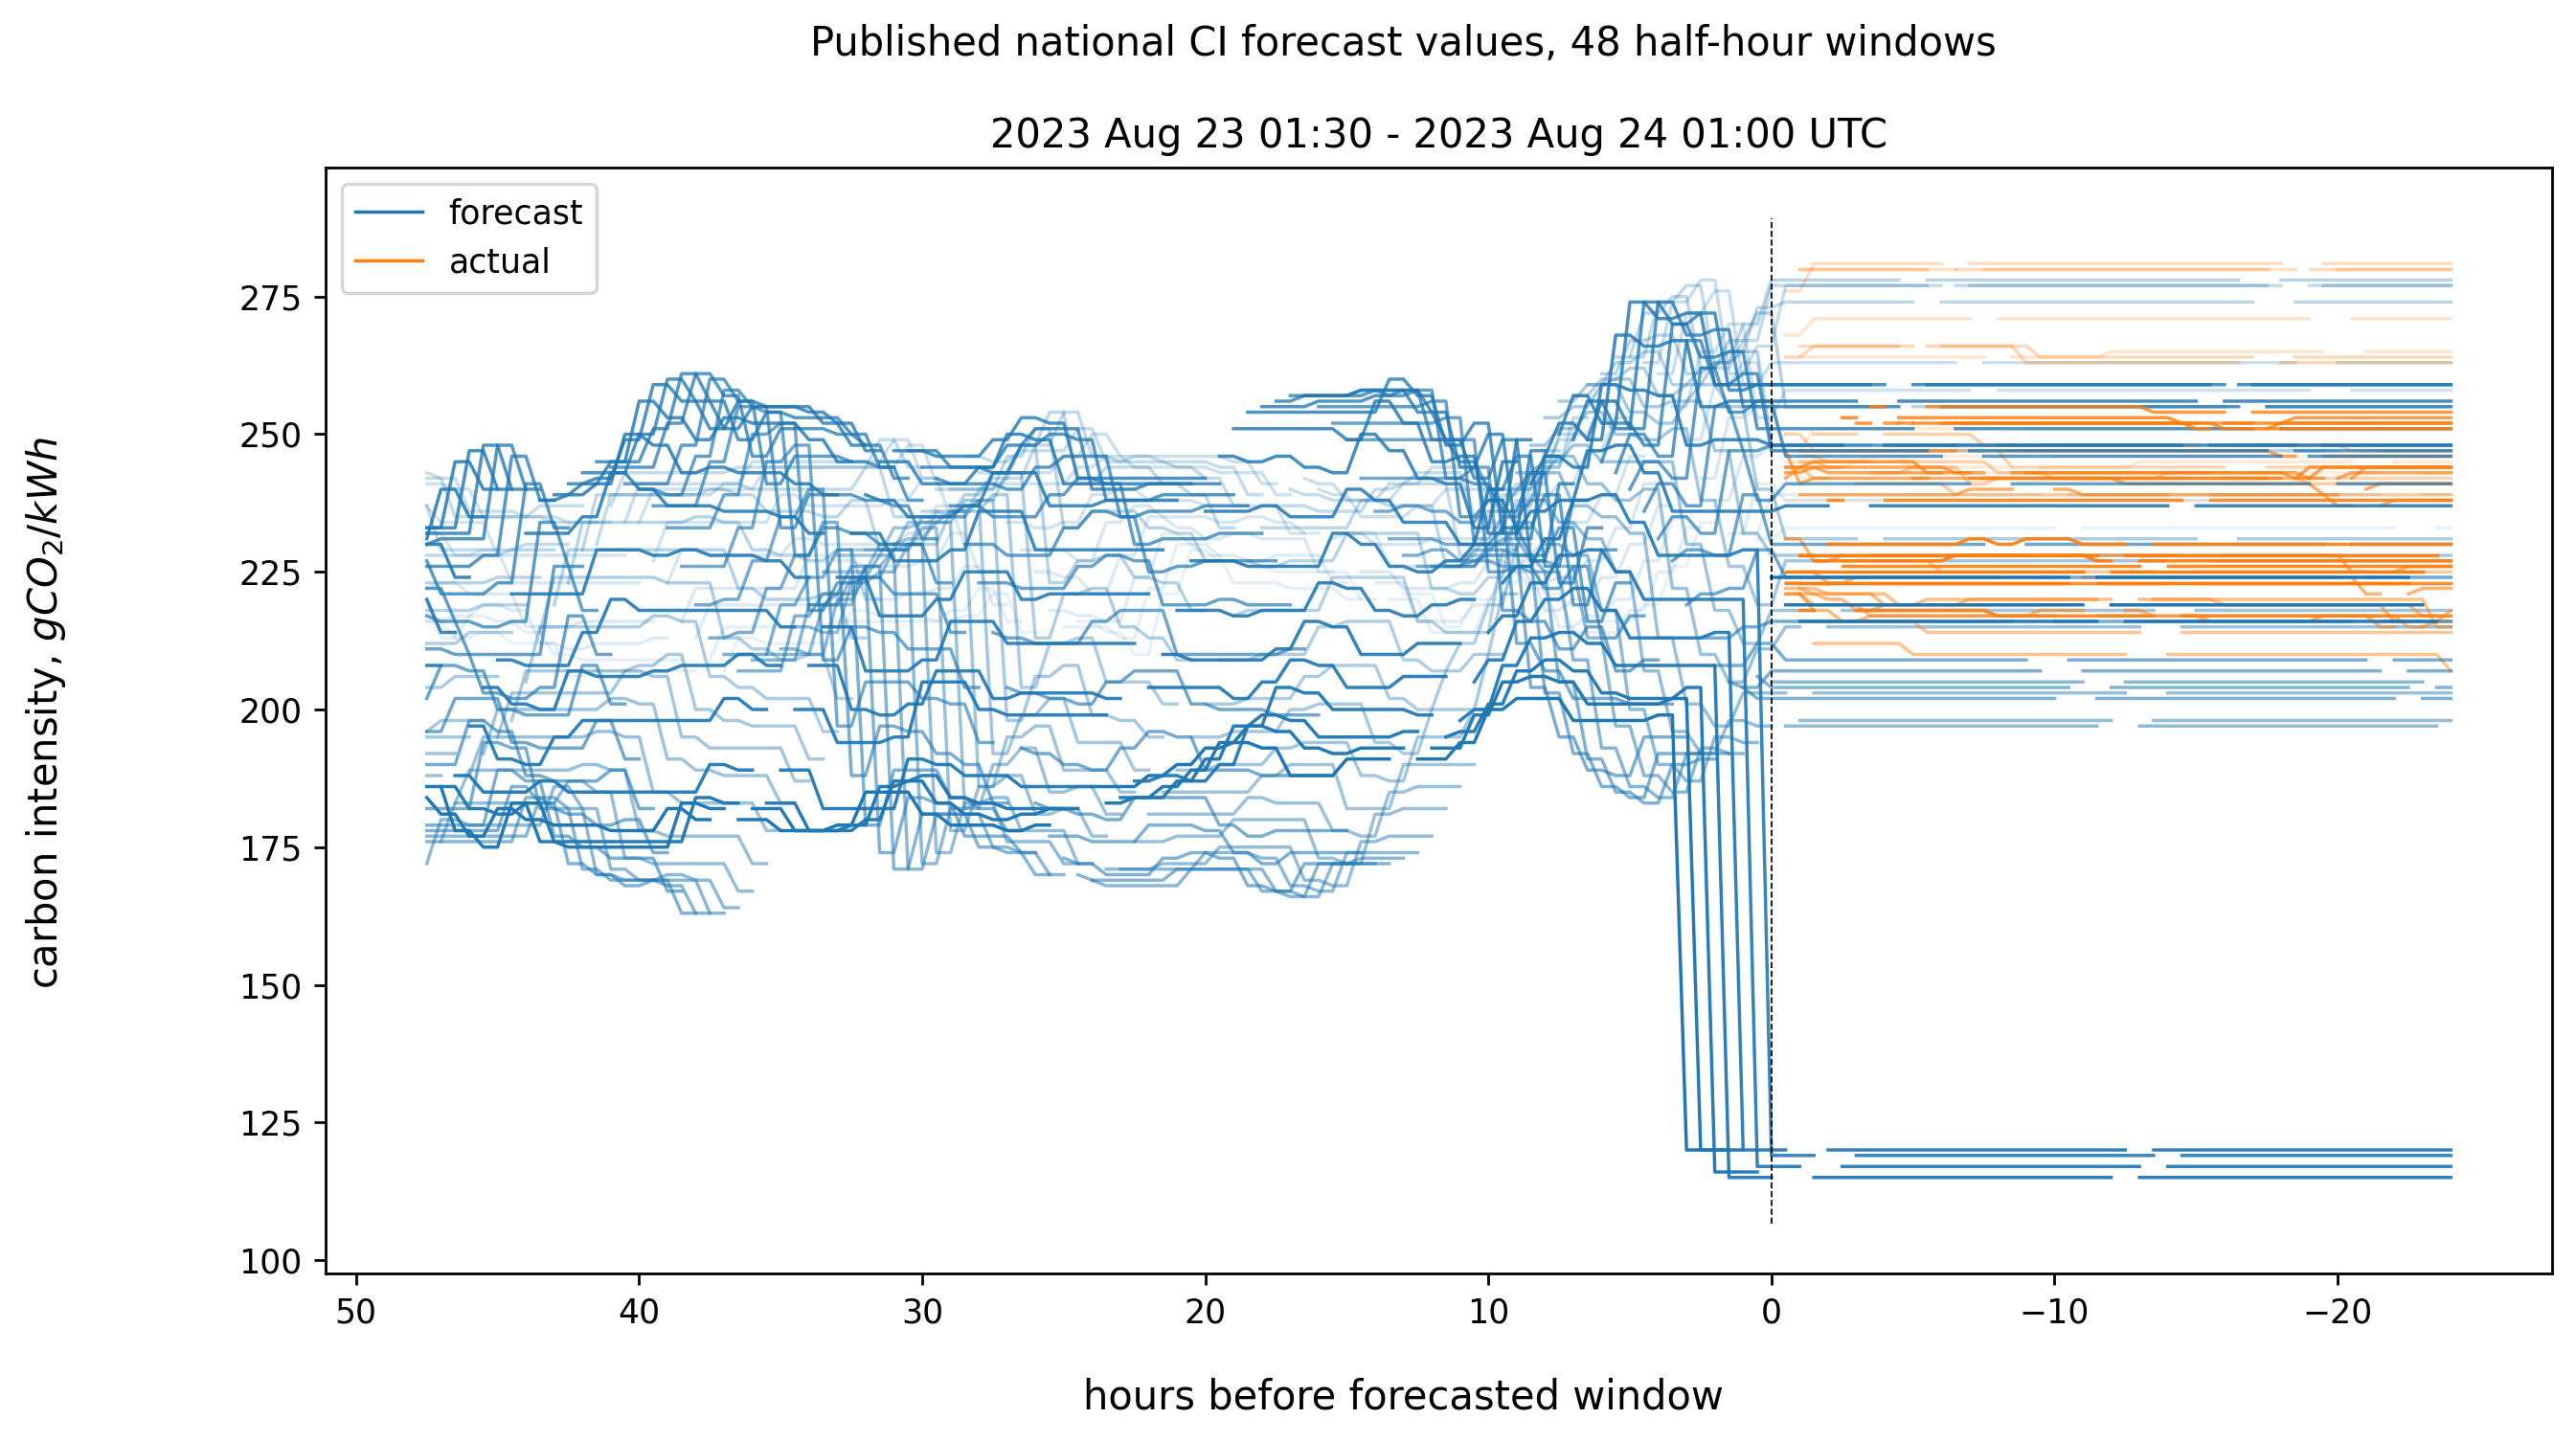 Published national CI forecast values, 48 half-hour windows
2023 Aug 23 01:30 - 2023 Aug 24 01:00 UTC
forecast
actual
275
250
225
200
175
150
125
100
carbon intensity, gCO₂/kWh
50 40 30 20 10 0 −10 −20
hours before forecasted window